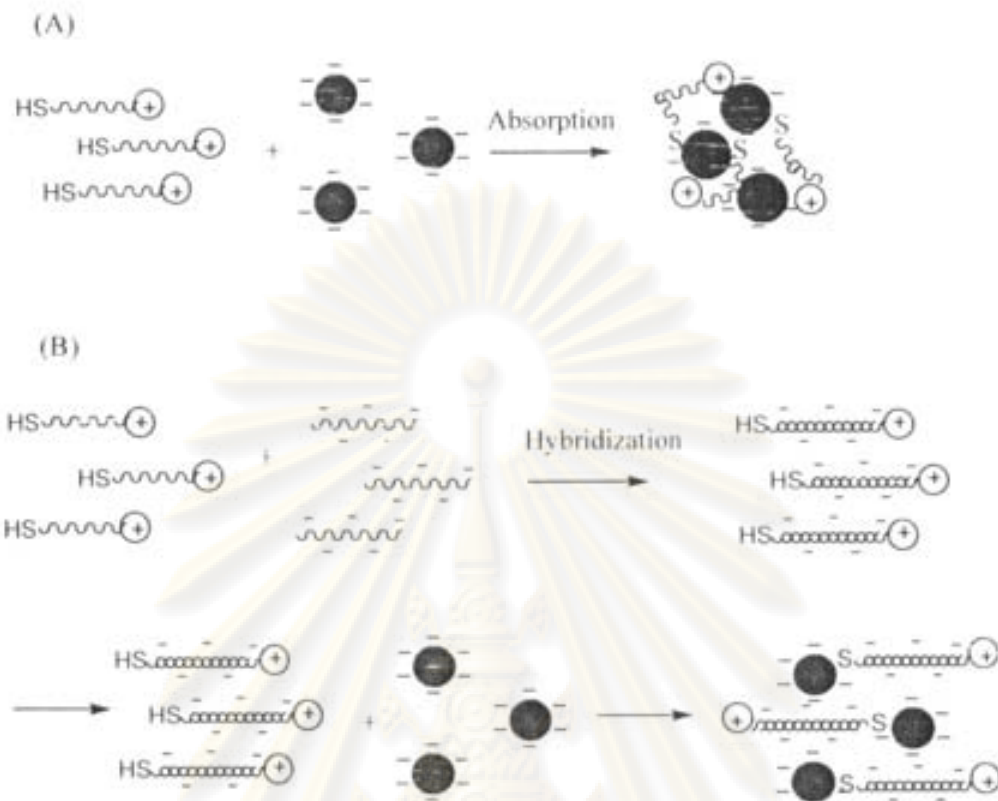 (A)
HS + 
HS
HS
+
Absorption
S
S S
+
+
+
(B)
HS +
HS +
HS +
+
Hybridization
HS +
HS +
HS +
HS +
HS +
HS +
+
S +
+ S
S +